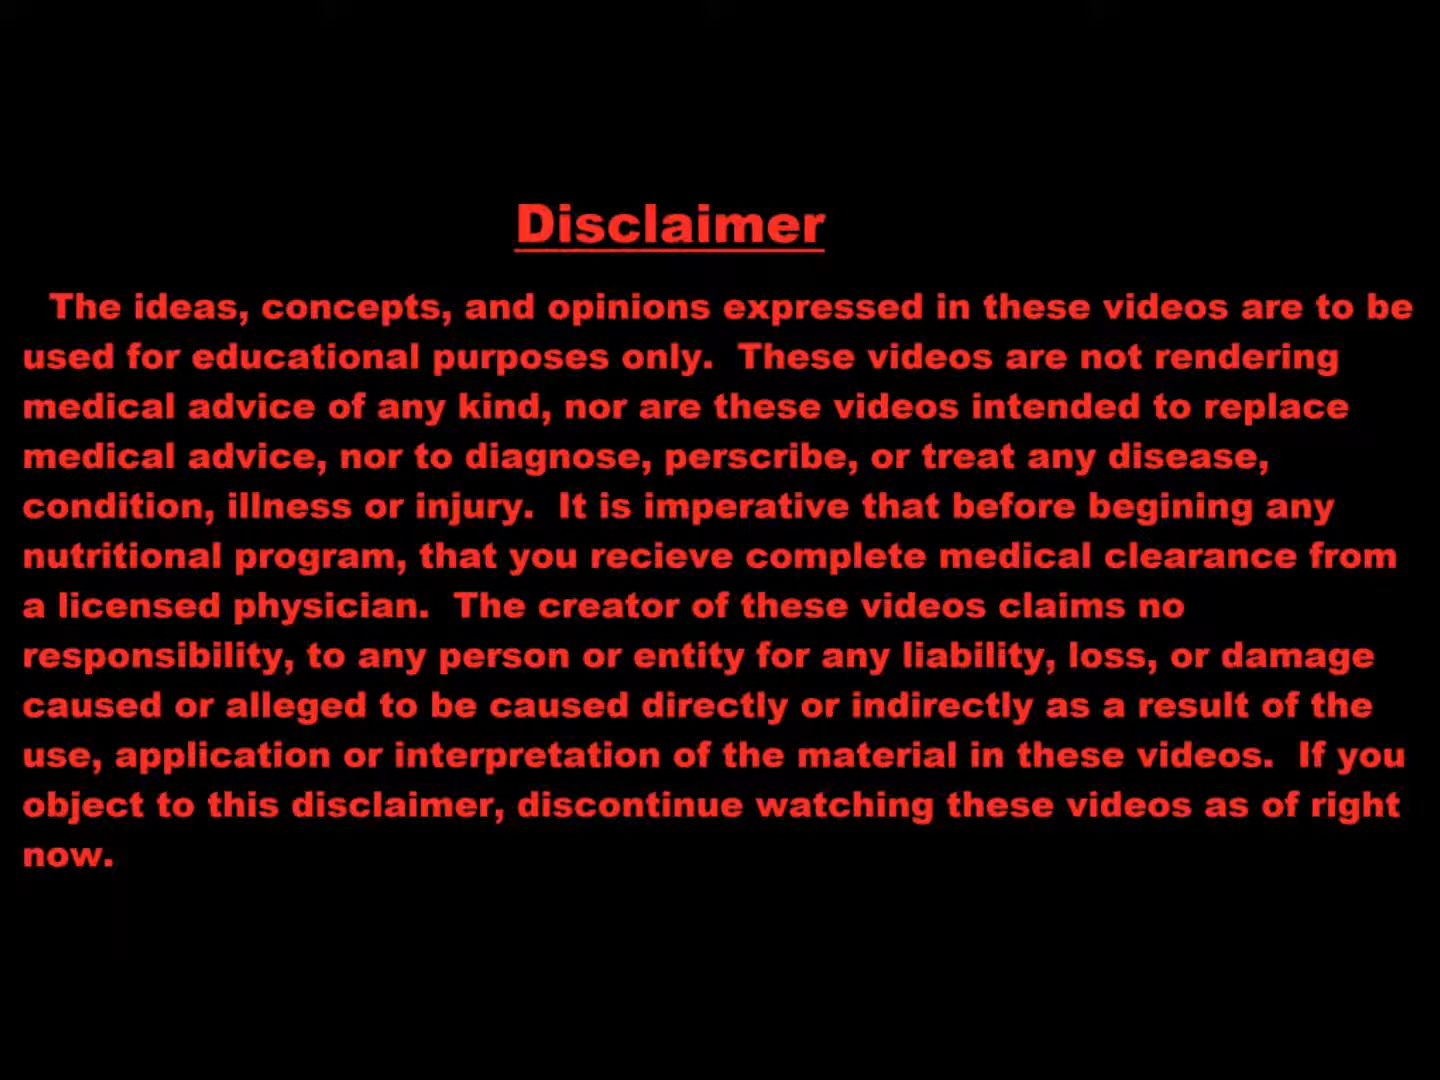 Disclaimer
The ideas, concepts, and opinions expressed in these videos are to be
used for educational purposes only. These videos are not rendering
medical advice of any kind, nor are these videos intended to replace
medical advice, nor to diagnose, perscribe, or treat any disease,
condition, illness or injury. It is imperative that before begining any
nutritional program, that you recieve complete medical clearance from
a licensed physician. The creator of these videos claims no
responsibility, to any person or entity for any liability, loss, or damage
caused or alleged to be caused directly or indirectly as a result of the
use, application or interpretation of the material in these videos. If you
object to this disclaimer, discontinue watching these videos as of right
now.